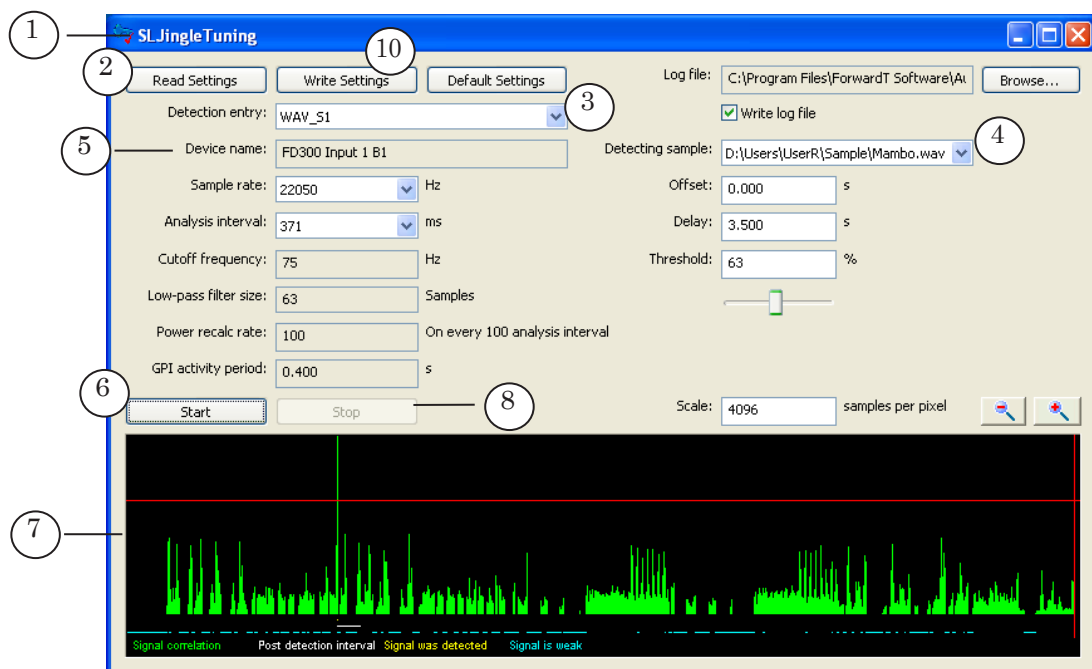 1
SLJingleTuning
10
2
Read Settings Write Settings Default Settings Log file: C:\Program Files\ForwardT Software\Au Browse...
Detection entry: WAV_S1 3 Write log file
5 Device name: FD300 Input 1 B1 Detecting sample: D:\Users\UserR\Sample\Mambo.wav 4
Sample rate: 22050 Hz Offset: 0.000 s
Analysis interval: 371 ms Delay: 3.500 s
Cutoff frequency: 75 Hz Threshold: 63 %
Low-pass filter size: 63 Samples
Power recalc rate: 100 On every 100 analysis interval
GPI activity period: 0.400 s
6 Start Stop 8 Scale: 4096 samples per pixel
7
Signal correlation Post detection interval Signal was detected Signal is weak